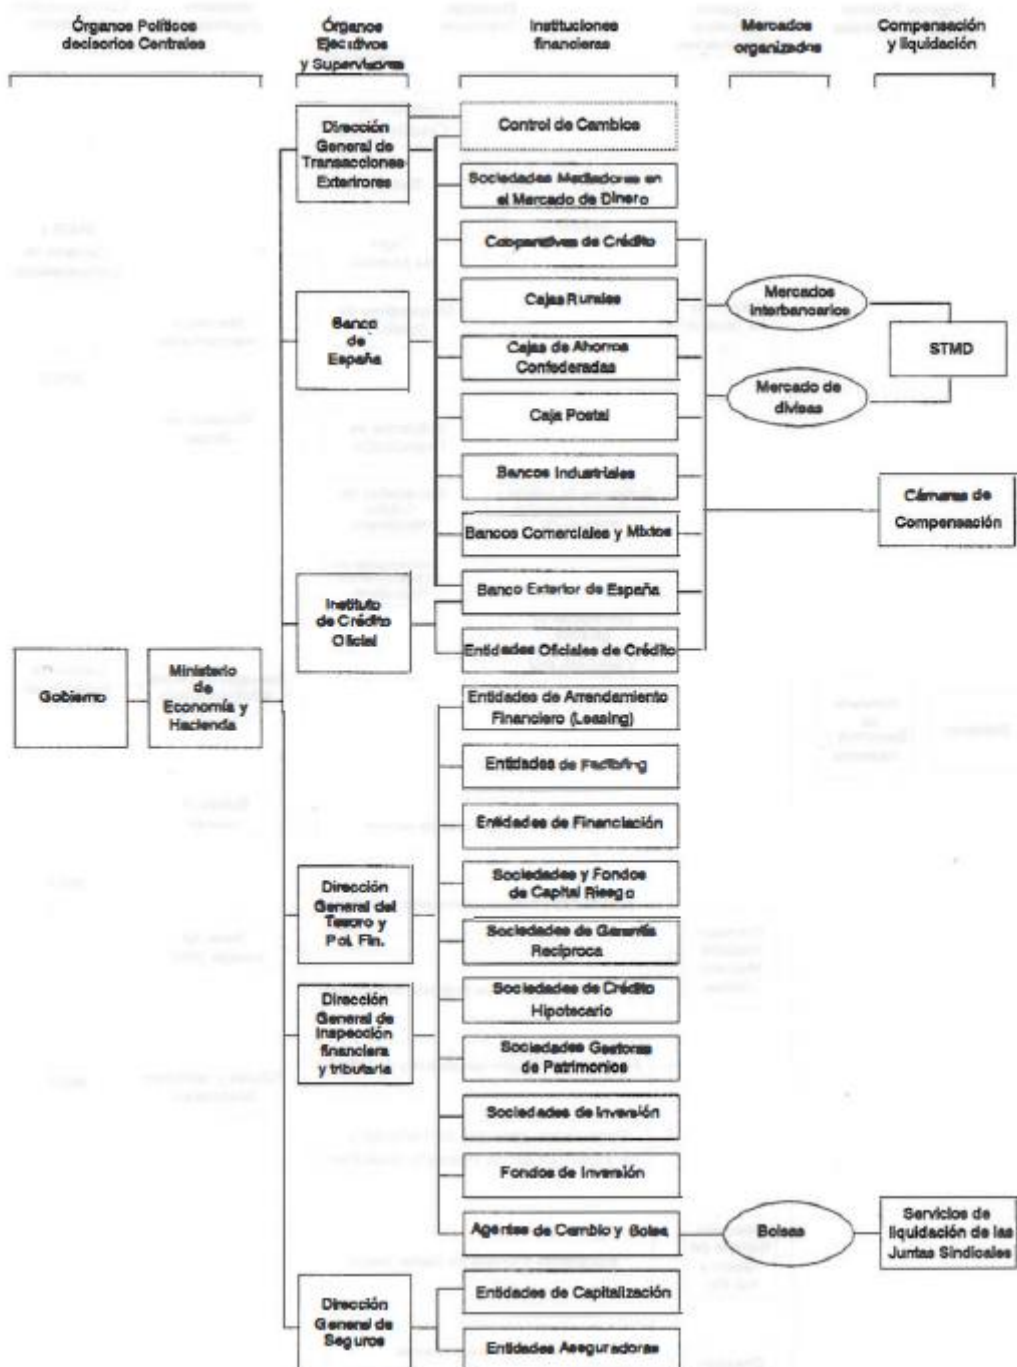 Órganos Políticos
decisorios Centrales
Órganos
Ejecutivos
y Supervisores
Instituciones
financieras
Mercados
organizados
Compensación
y liquidación
Dirección
General de
Transacciones
Exterirores
Control de Cambios
Sociedades Mediadores en
el Mercado de Dinero
Cooperativas de Crédito
Cajas Rurales
Mercados
Interbancarios
Banco
de
España
Cajas de Ahorros
Confederadas
STMD
Mercado de
divisas
Caja Postal
Bancos Industriales
Cámaras de
Compensación
Bancos Comerciales y Mixtos
Banco Exterior de España
Instituto
de Crédito
Oficial
Entidades Oficiales de Crédito
Gobierno
Ministerio
de
Economía y
Hacienda
Entidades de Arrendamiento
Financiero (Leasing)
Entidades de Factoring
Entidades de Financiación
Dirección
General del
Tesoro y
Pol. Fin.
Sociedades y Fondos
de Capital Riesgo
Sociedades de Garantía
Recíproca
Dirección
General de
Inspección
financiera
y tributaria
Sociedades de Crédito
Hipotecario
Sociedades Gestoras
de Patrimonios
Sociedades de Inversión
Fondos de Inversión
Agentes de Cambio y Bolsa
Bolsas
Servicios de
liquidación de las
Juntas Sindicales
Dirección
General de
Seguros
Entidades de Capitalización
Entidades Aseguradoras